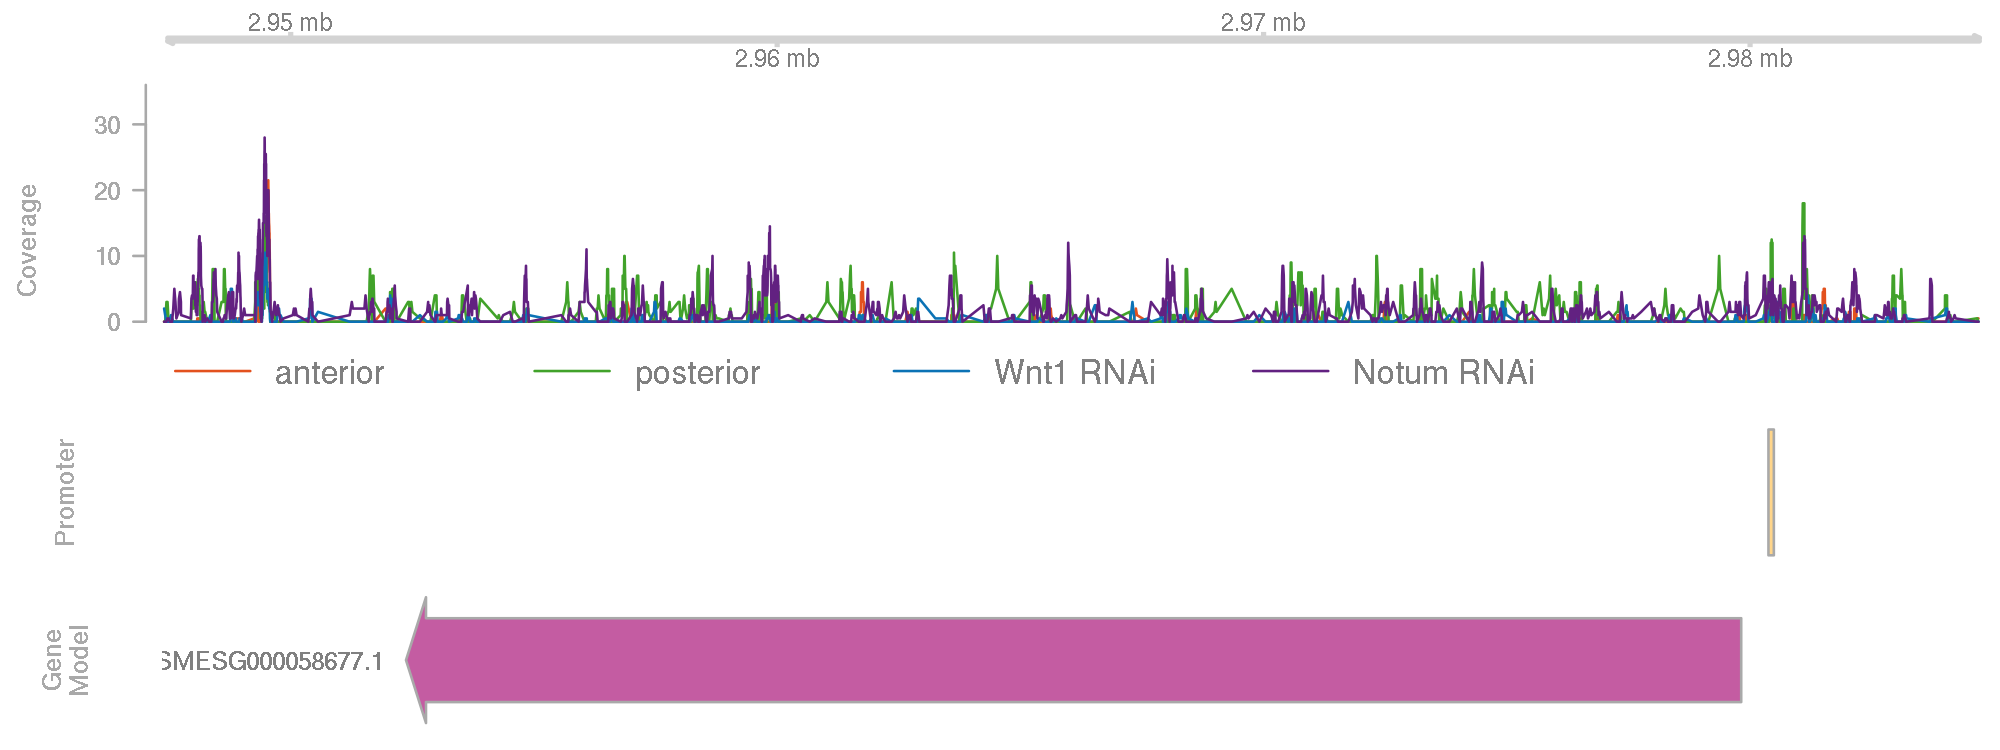 2.95 mb
2.97 mb
2.96 mb
2.98 mb
Coverage
30
20
10
0
anterior
posterior
Wnt1 RNAi
Notum RNAi
Promoter
0
Gene
Model
SMESG000058677.1